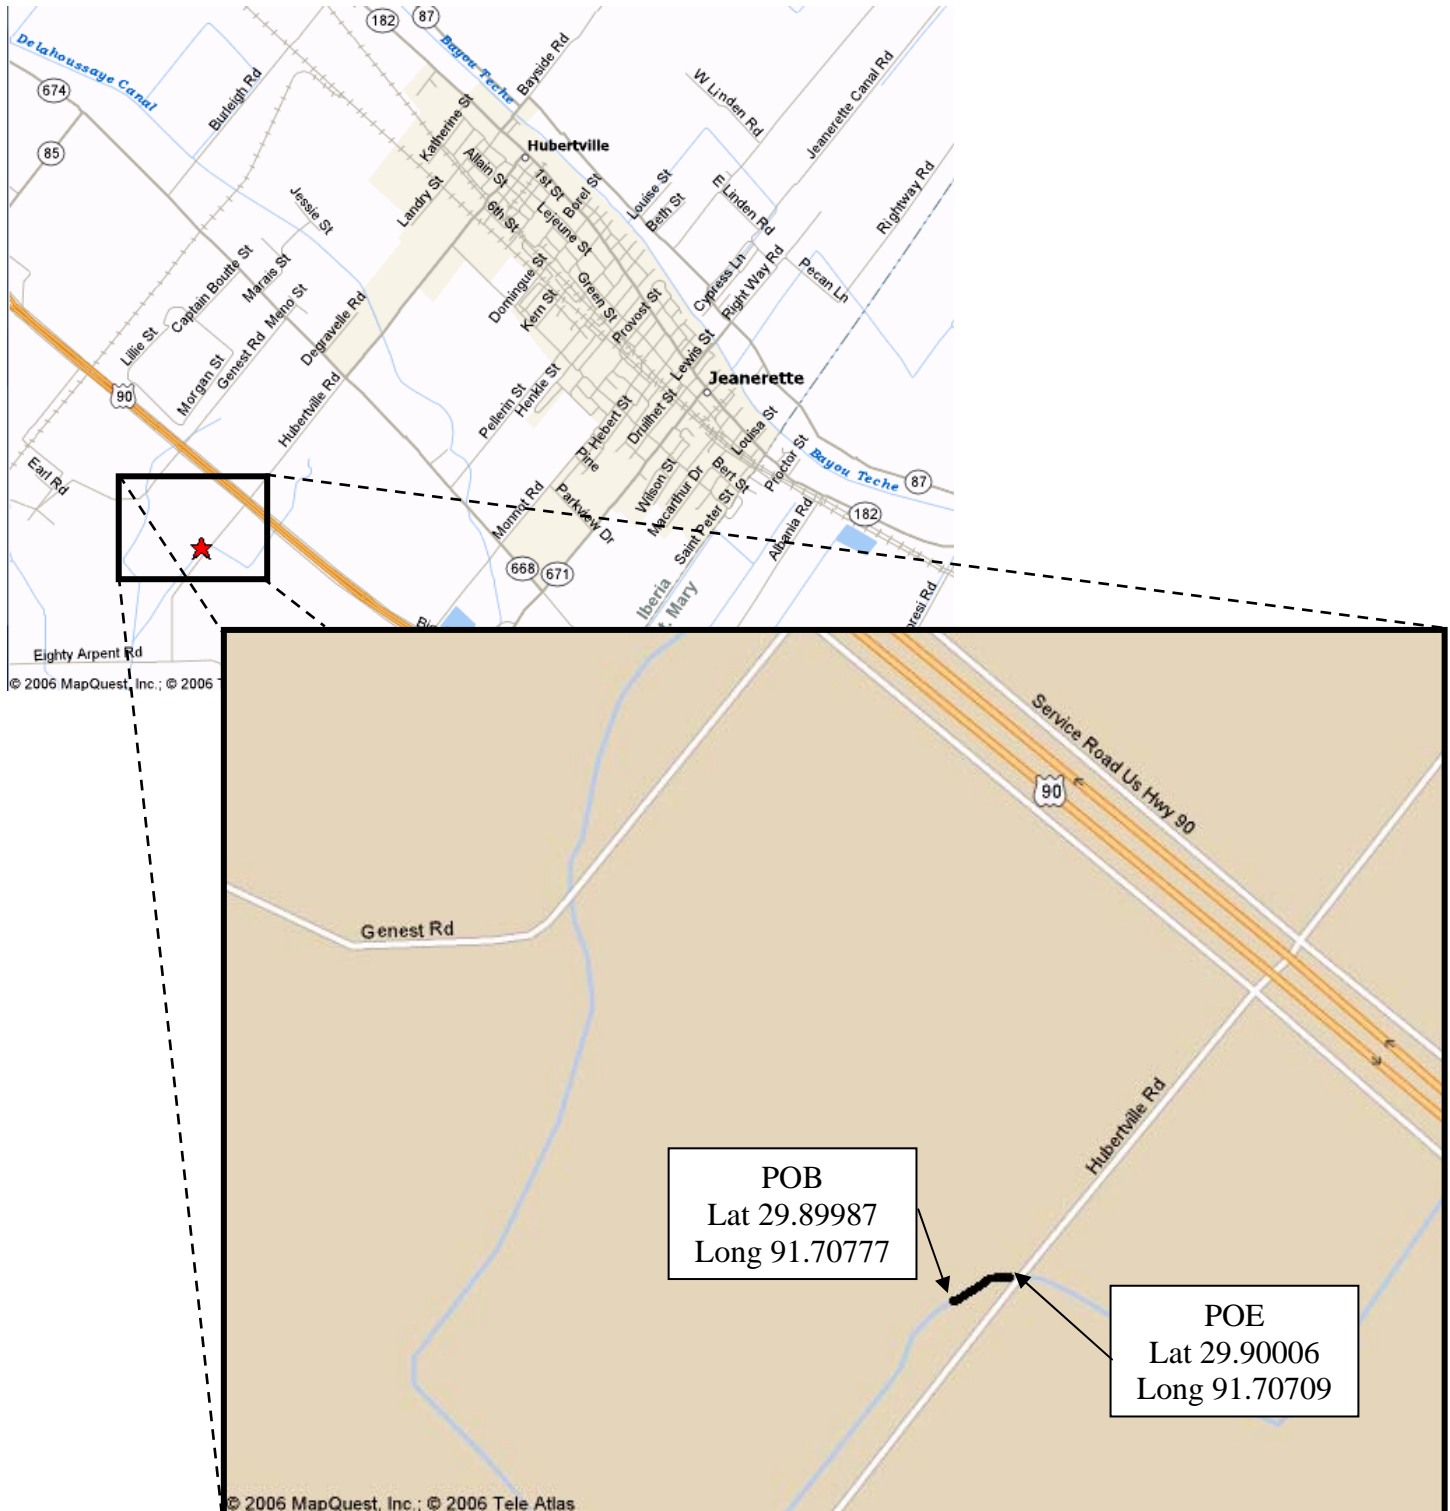 182
87
Delahoussaye Canal
Bayou Teche
Bayside Rd
674
Burleigh Rd
W Linden Rd
Jeanerette Canal Rd
85
Katherine St
Hubertville
Allain St
1st St
Borel St
Louise St
Beth St
E Linden Rd
Rightway Rd
Landry St
6th St
Lejeune St
Jessie St
Captain Boutte St
Marais St
Meno St
Domingue St
Kern St
Green St
Provost St
Cypress Ln
Right Way Rd
Pecan Ln
Lillie St
Genest Rd
Degravelle Rd
Morgan St
Lewis St
Jeanerette
90
Hubertville Rd
Pellerin St
Henkle St
Hebert St
Pine
Druilhet St
Louisa St
Proctor St
Bayou Teche
87
Earl Rd
Monnot Rd
Parkview Dr
Wilson St
Macarthur Dr
Bert St
Saint Peter St
Albania Rd
182
668
671
Iberia
t. Mary
oresi Rd
Eighty Arpent Rd
© 2006 MapQuest, Inc.; © 2006 T
Service Road Us Hwy 90
90
Genest Rd
Hubertville Rd
POB
Lat 29.89987
Long 91.70777
POE
Lat 29.90006
Long 91.70709
© 2006 MapQuest, Inc.; © 2006 Tele Atlas